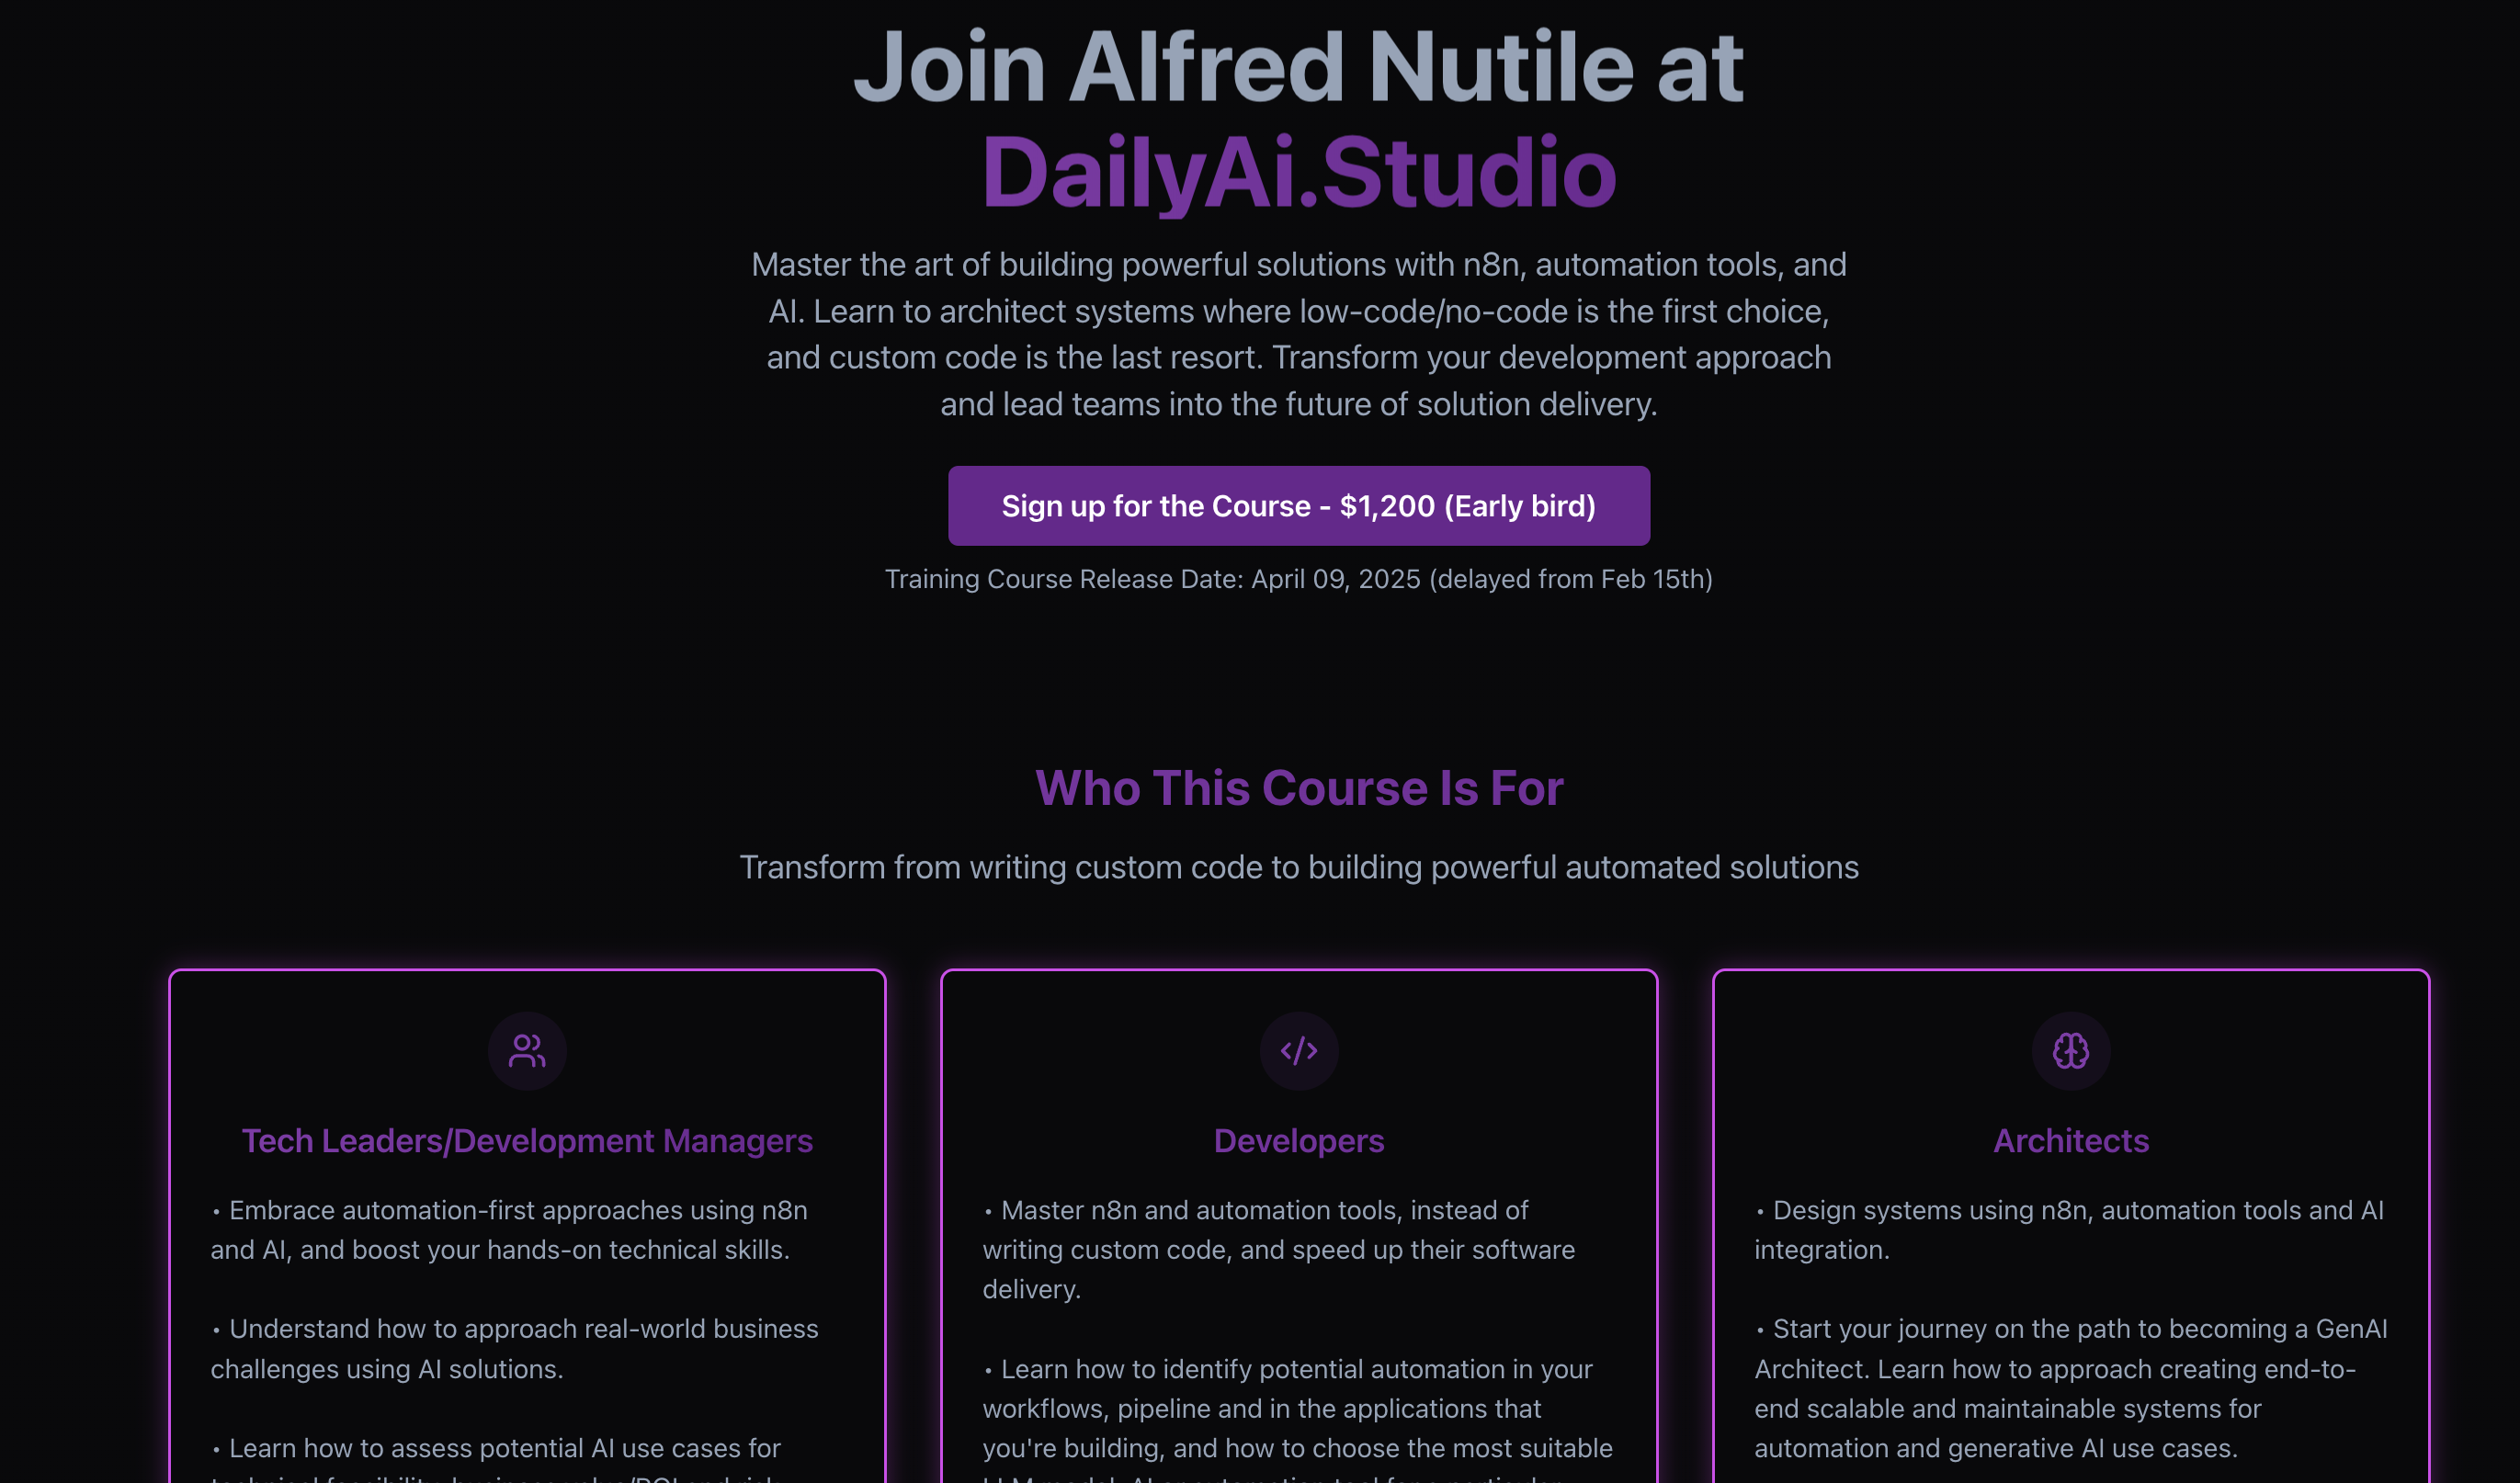 Join Alfred Nutile at
DailyAi.Studio
Master the art of building powerful solutions with n8n, automation tools, and
AI. Learn to architect systems where low-code/no-code is the first choice,
and custom code is the last resort. Transform your development approach
and lead teams into the future of solution delivery.
Sign up for the Course - $1,200 (Early bird)
Training Course Release Date: April 09, 2025 (delayed from Feb 15th)
Who This Course Is For
Transform from writing custom code to building powerful automated solutions
Tech Leaders/Development Managers
• Embrace automation-first approaches using n8n
and AI, and boost your hands-on technical skills.
• Understand how to approach real-world business
challenges using AI solutions.
• Learn how to assess potential AI use cases for
Developers
• Master n8n and automation tools, instead of
writing custom code, and speed up their software
delivery.
• Learn how to identify potential automation in your
workflows, pipeline and in the applications that
you're building, and how to choose the most suitable
Architects
• Design systems using n8n, automation tools and AI
integration.
• Start your journey on the path to becoming a GenAI
Architect. Learn how to approach creating end-to-
end scalable and maintainable systems for
automation and generative AI use cases.